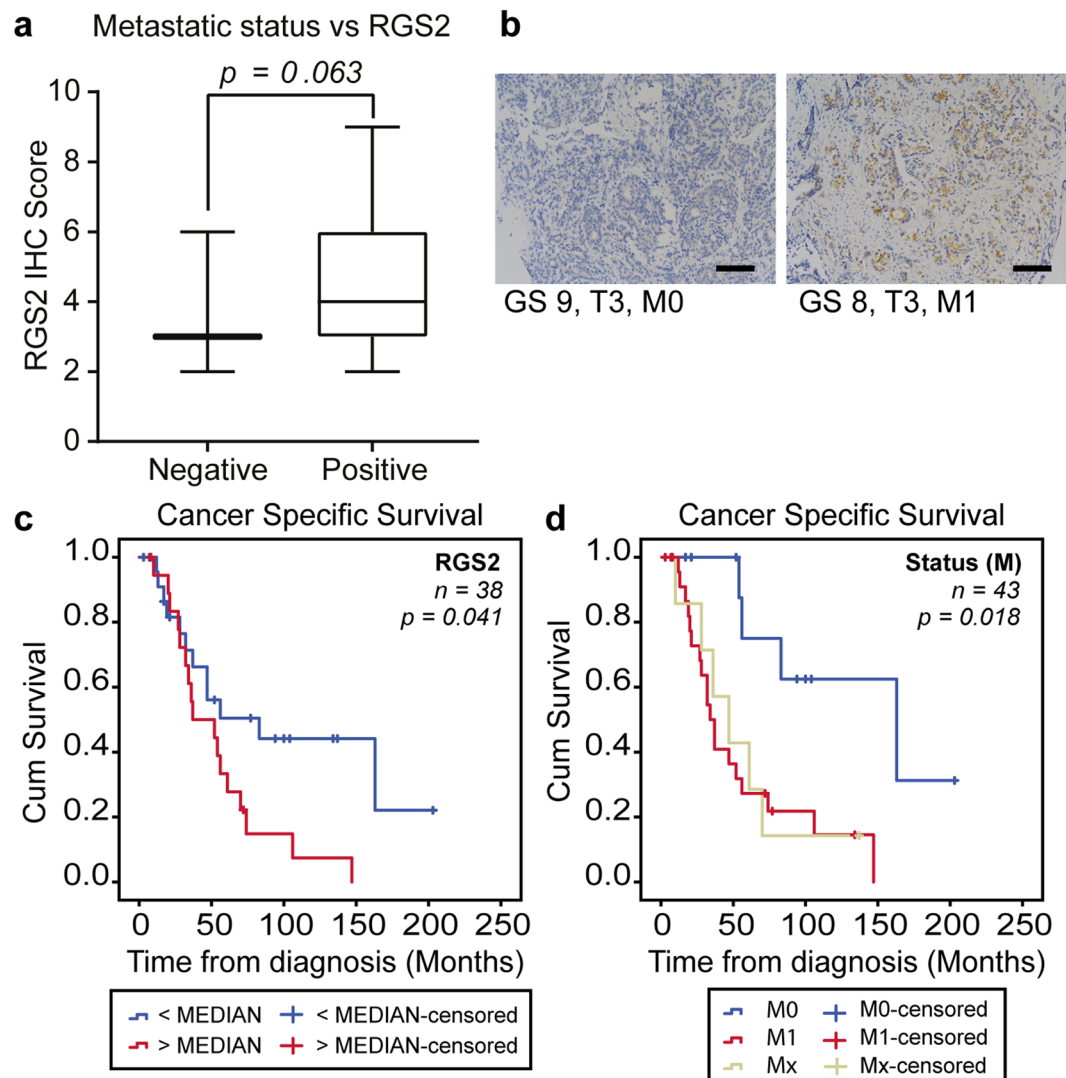 a
Metastatic status vs RGS2
p = 0.063
RGS2 IHC Score
10
8
6
4
2
0
Negative Positive
b
GS 9, T3, M0
GS 8, T3, M1
c
Cancer Specific Survival
RGS2
n = 38
p = 0.041
Cum Survival
1.0
0.8
0.6
0.4
0.2
0.0
0 50 100 150 200 250
Time from diagnosis (Months)
< MEDIAN < MEDIAN-censored
> MEDIAN > MEDIAN-censored
d
Cancer Specific Survival
Status (M)
n = 43
p = 0.018
Cum Survival
1.0
0.8
0.6
0.4
0.2
0.0
0 50 100 150 200 250
Time from diagnosis (Months)
M0 M0-censored
M1 M1-censored
Mx Mx-censored